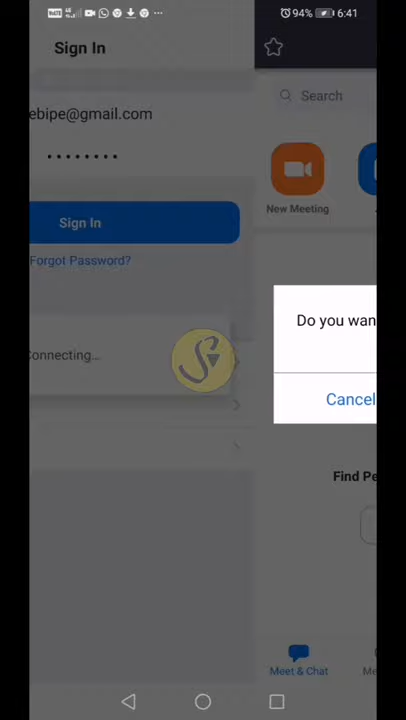 94% 6:41
Sign In
ebipe@gmail.com
Search
New Meeting
Sign In
Forgot Password?
Do you wan
Connecting...
Cancel
Find Pe
Meet & Chat
Me